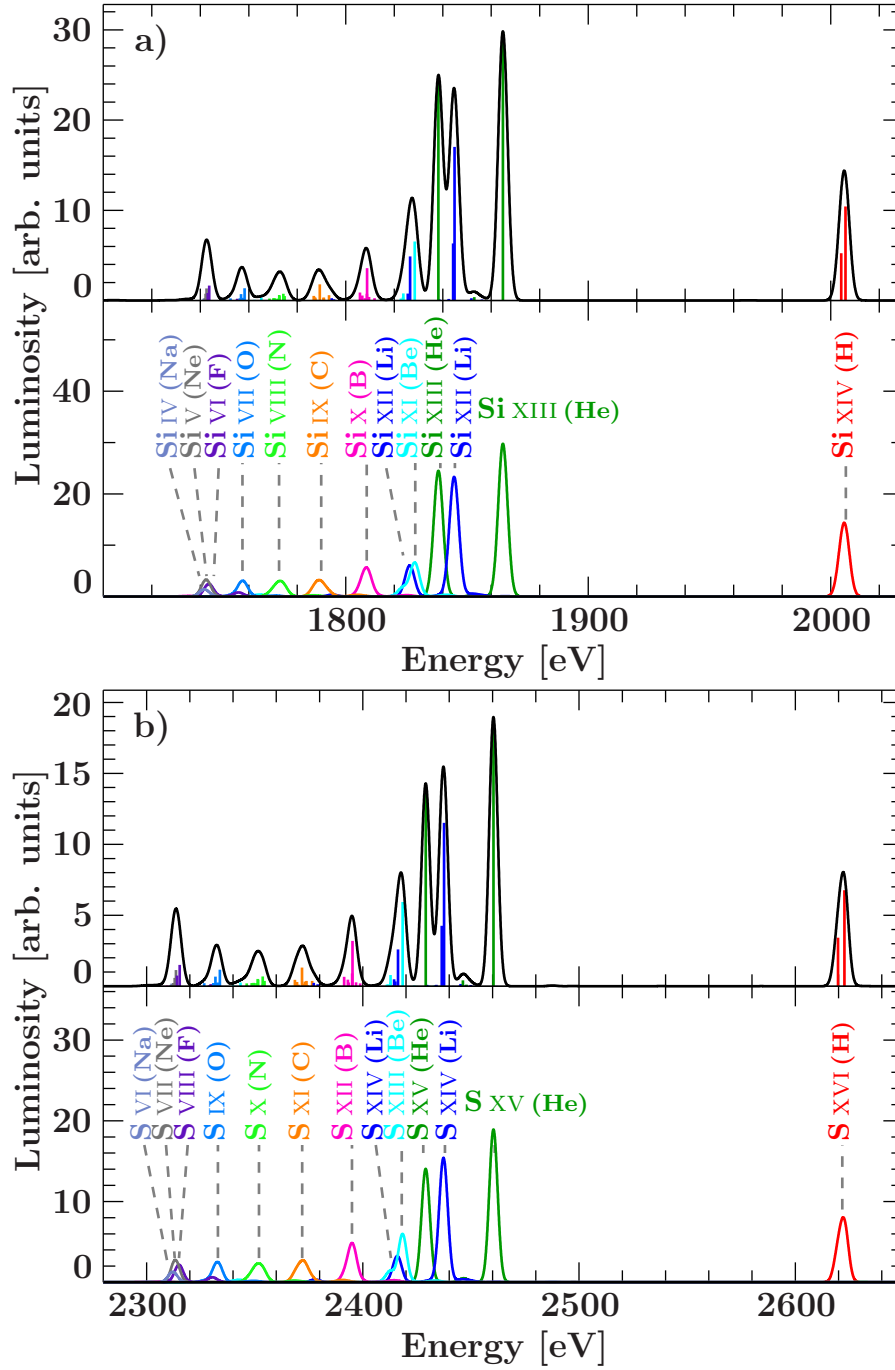 a)
Luminosity [arb. units]
30
20
10
0
Si IV (Na)
Si V (Ne)
Si VI (F)
Si VII (O)
Si VIII (N)
Si IX (C)
Si X (B)
Si XII (Li)
Si XI (Be)
Si XIII (He)
Si XII (Li)
Si XIII (He)
Si XIV (H)
40
20
0
1800
1900
2000
Energy [eV]
b)
Luminosity [arb. units]
20
15
10
5
0
S VI (Na)
S VII (Ne)
S VIII (F)
S IX (O)
S X (N)
S XI (C)
S XII (B)
S XIV (Li)
S XIII (Be)
S XV (He)
S XIV (Li)
S XV (He)
S XVI (H)
30
20
10
0
2300
2400
2500
2600
Energy [eV]